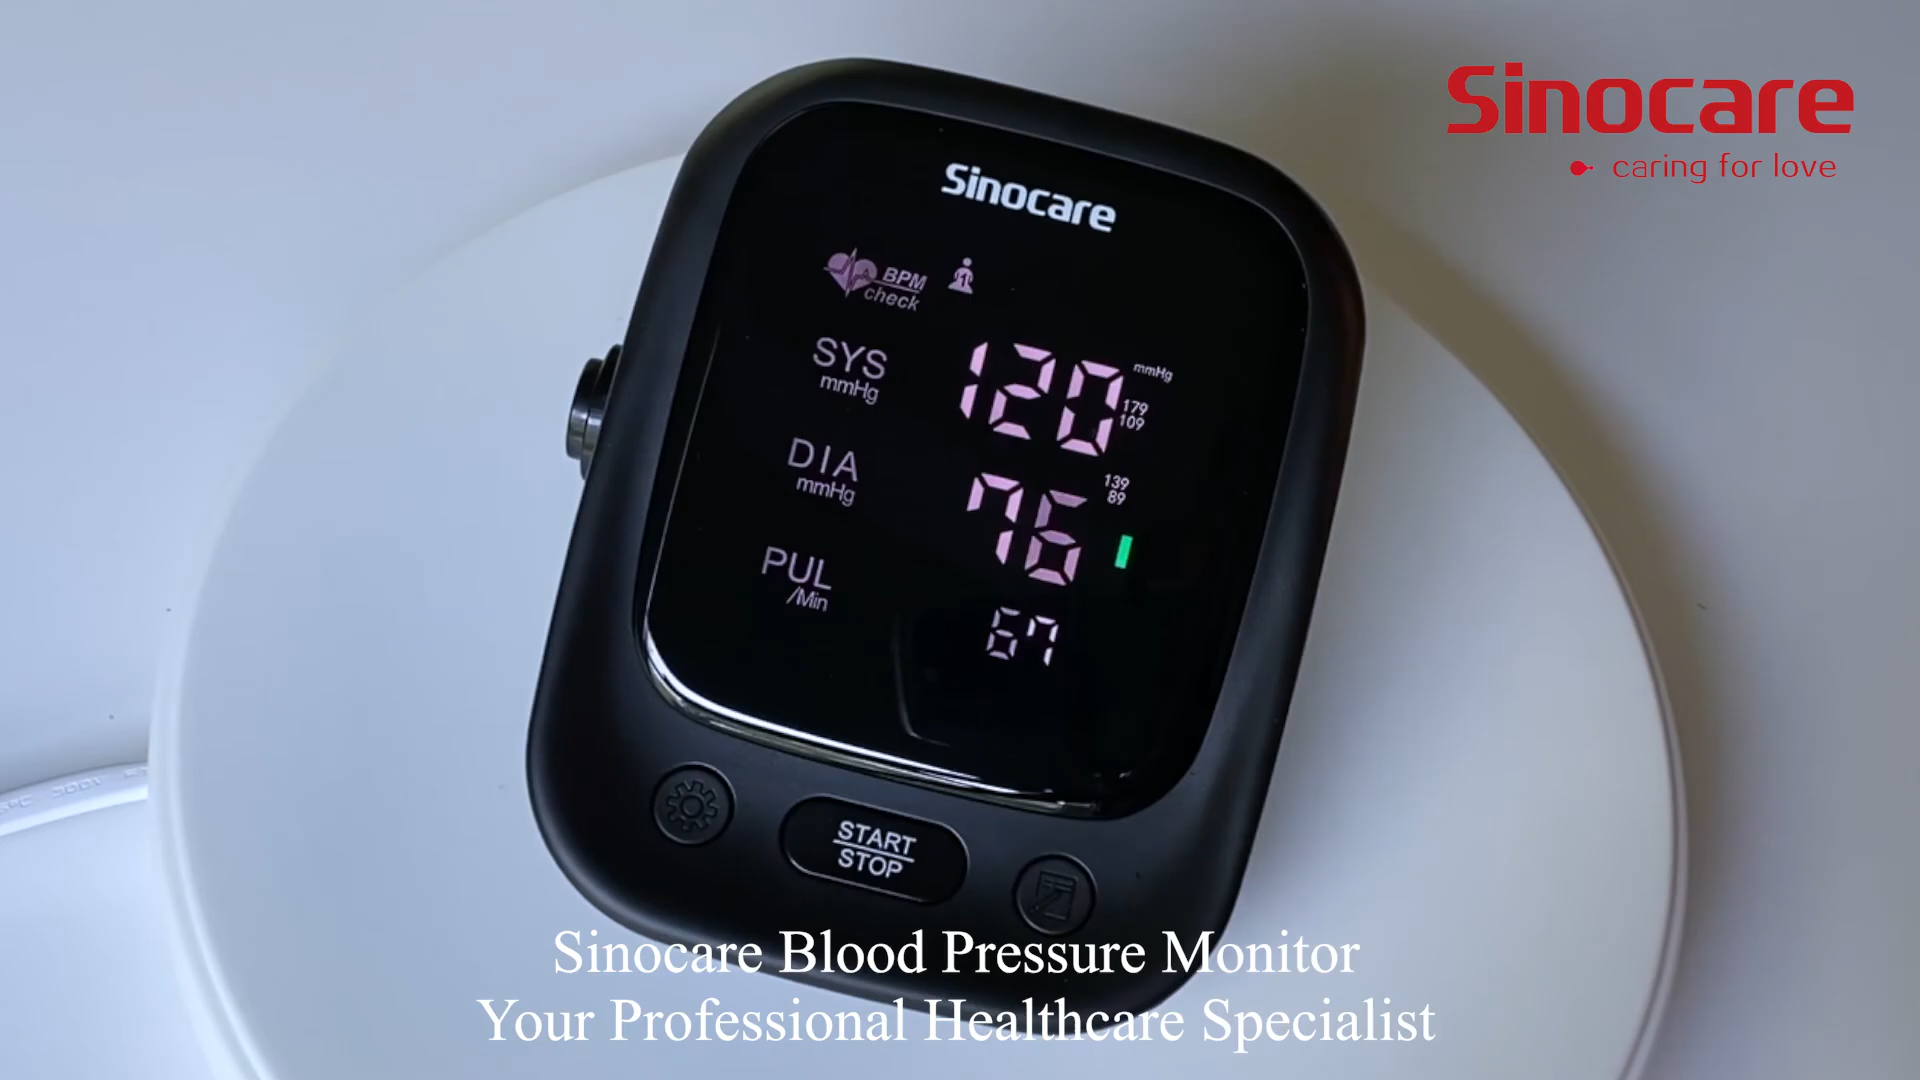 Sinocare
caring for love
Sinocare
BPM
check
1
SYS
mmHg
120
mmHg
179
109
DIA
mmHg
76
139
89
PUL
/Min
67
START
STOP
Sinocare Blood Pressure Monitor
Your Professional Healthcare Specialist